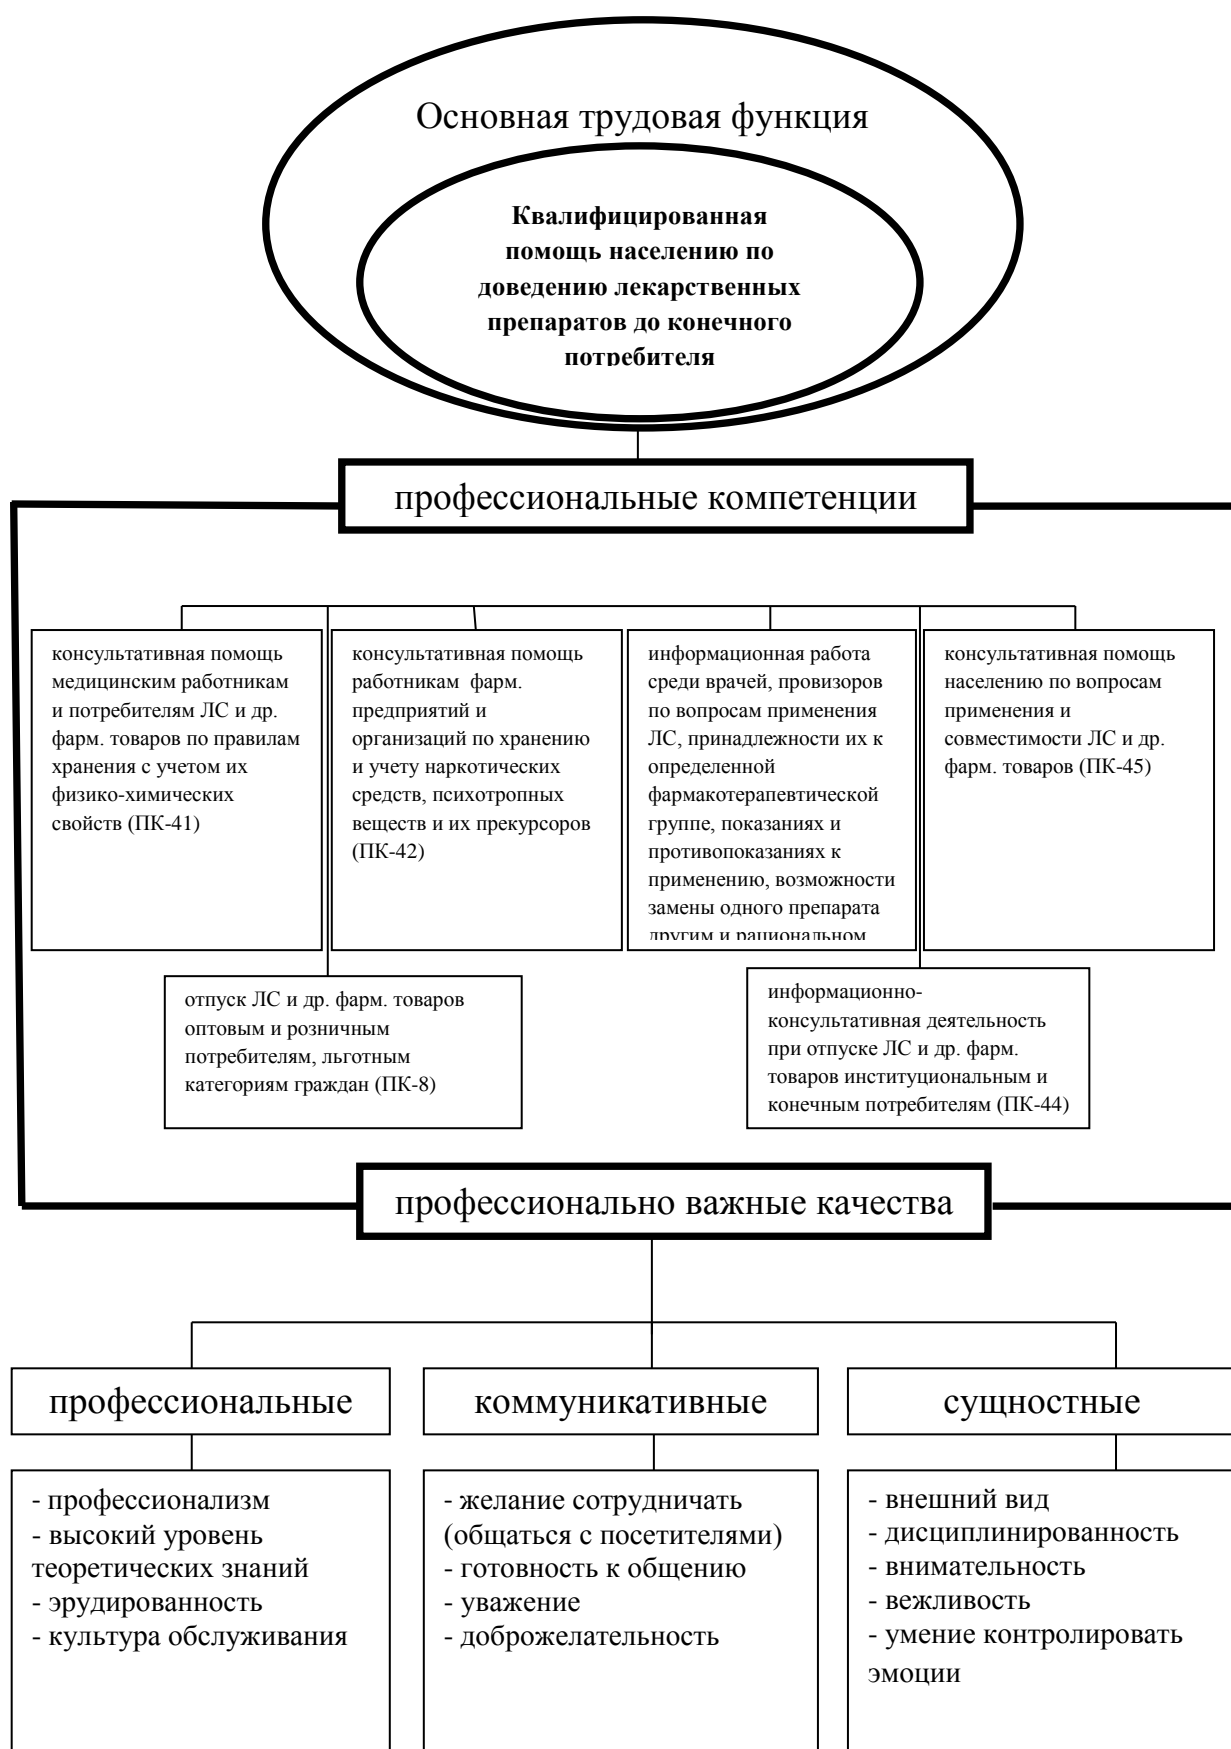 Основная трудовая функция
Квалифицированная
помощь населению по
доведению лекарственных
препаратов до конечного
потребителя
профессиональные компетенции
консультативная помощь
медицинским работникам
и потребителям ЛС и др.
фарм. товаров по правилам
хранения с учетом их
физико-химических
свойств (ПК-41)
консультативная помощь
работникам фарм.
предприятий и
организаций по хранению
и учету наркотических
средств, психотропных
веществ и их прекурсоров
(ПК-42)
информационная работа
среди врачей, провизоров
по вопросам применения
ЛС, принадлежности их к
определенной
фармакотерапевтической
группе, показаниях и
противопоказаниях к
применению, возможности
замены одного препарата
другим и рациональном
консультативная помощь
населению по вопросам
применения и
совместимости ЛС и др.
фарм. товаров (ПК-45)
отпуск ЛС и др. фарм. товаров
оптовым и розничным
потребителям, льготным
категориям граждан (ПК-8)
информационно-
консультативная деятельность
при отпуске ЛС и др. фарм.
товаров институциональным и
конечным потребителям (ПК-44)
профессионально важные качества
профессиональные
- профессионализм
- высокий уровень
теоретических знаний
- эрудированность
- культура обслуживания
коммуникативные
- желание сотрудничать
(общаться с посетителями)
- готовность к общению
- уважение
- доброжелательность
сущностные
- внешний вид
- дисциплинированность
- внимательность
- вежливость
- умение контролировать
эмоции